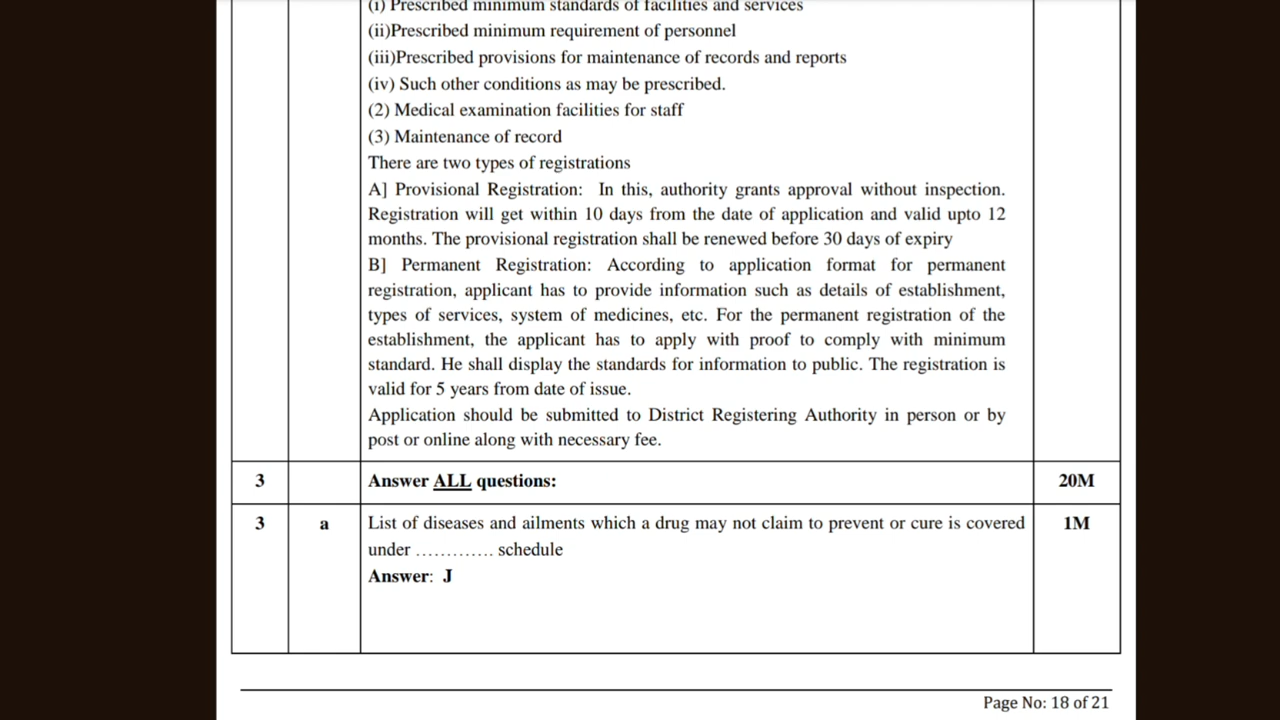 (i) Prescribed minimum standards of facilities and services
(ii)Prescribed minimum requirement of personnel
(iii)Prescribed provisions for maintenance of records and reports
(iv) Such other conditions as may be prescribed.
(2) Medical examination facilities for staff
(3) Maintenance of record
There are two types of registrations
A] Provisional Registration: In this, authority grants approval without inspection.
Registration will get within 10 days from the date of application and valid upto 12
months. The provisional registration shall be renewed before 30 days of expiry
B] Permanent Registration: According to application format for permanent
registration, applicant has to provide information such as details of establishment,
types of services, system of medicines, etc. For the permanent registration of the
establishment, the applicant has to apply with proof to comply with minimum
standard. He shall display the standards for information to public. The registration is
valid for 5 years from date of issue.
Application should be submitted to District Registering Authority in person or by
post or online along with necessary fee.
3 Answer ALL questions: 20M
3 a List of diseases and ailments which a drug may not claim to prevent or cure is covered 1M
under ............. schedule
Answer: J
Page No: 18 of 21